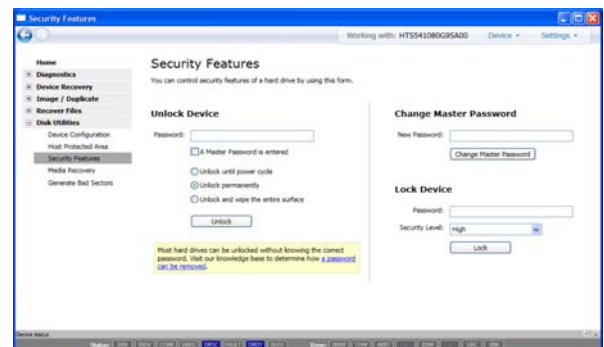 Security Features
Working with: HTS541080G9SA00 Device Settings
Home
Diagnostics
Device Recovery
Image / Duplicate
Recover Files
Disk Utilities
Device Configuration
Host Protected Area
Security Features
Media Recovery
Generate Bad Sectors
Security Features
You can control security features of a hard drive by using this form.
Unlock Device
Password:
A Master Password is entered
Unlock until power cycle
Unlock permanently
Unlock and wipe the entire surface
Unlock
Most hard drives can be unlocked without knowing the correct
password. Visit our knowledge base to determine how a password
can be removed.
Change Master Password
New Password:
Change Master Password
Lock Device
Password:
Security Level: High
Lock
Device status
Status:
Error: